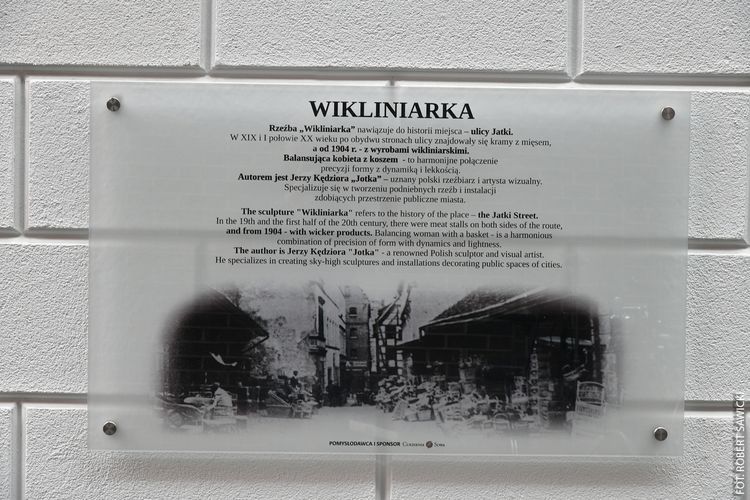 WIKLINIARKA
Rzeźba „Wikliniarka” nawiązuje do historii miejsca – ulicy Jatki.
W XIX i I połowie XX wieku po obydwu stronach ulicy znajdowały się kramy z mięsem,
a od 1904 r. - z wyrobami wikliniarskimi.
Balansująca kobieta z koszem - to harmonijne połączenie
precyzji formy z dynamiką i lekkością.
Autorem jest Jerzy Kędziora „Jotka” – uznany polski rzeźbiarz i artysta wizualny.
Specjalizuje się w tworzeniu podniebnych rzeźb i instalacji
zdobiących przestrzenie publiczne miasta.
The sculpture "Wikliniarka" refers to the history of the place – the Jatki Street.
In the 19th and the first half of the 20th century, there were meat stalls on both sides of the route,
and from 1904 - with wicker products. Balancing woman with a basket - is a harmonious
combination of precision of form with dynamics and lightness.
The author is Jerzy Kędziora "Jotka" - a renowned Polish sculptor and visual artist.
He specializes in creating sky-high sculptures and installations decorating public spaces of cities.
POMYSŁODAWCA I SPONSOR Cukiernia Sowa
FOT ROBERT SAWICKI